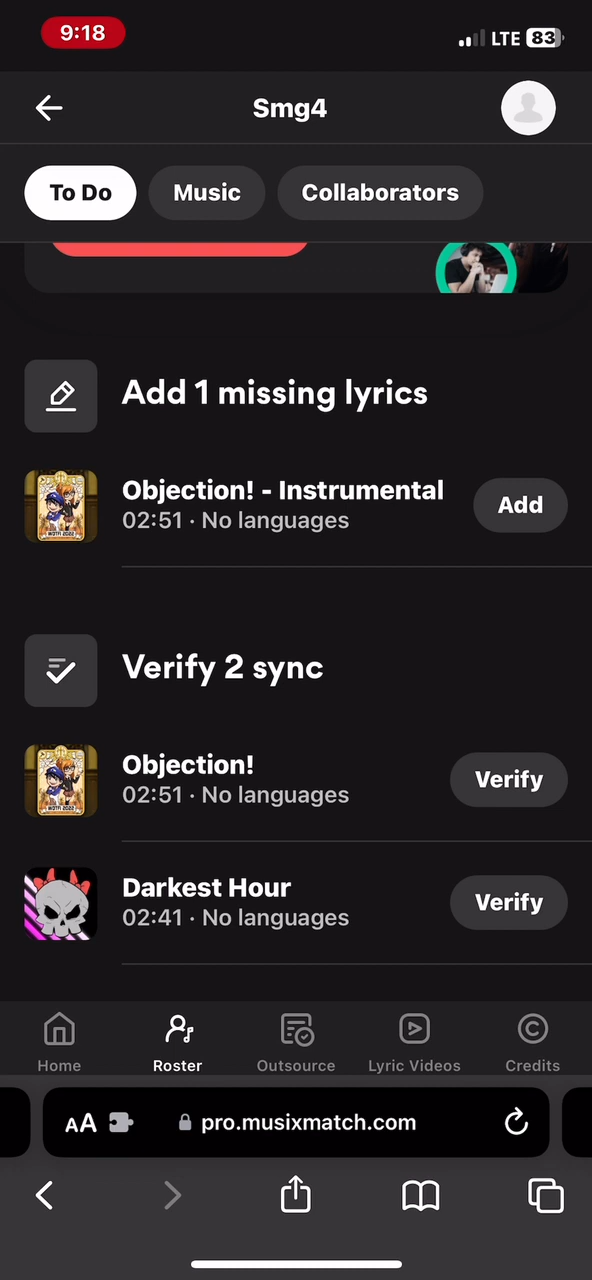 9:18
LTE 83
Smg4
To Do
Music
Collaborators
Add 1 missing lyrics
Objection! - Instrumental
02:51 · No languages
Add
Verify 2 sync
Objection!
02:51 · No languages
Verify
Darkest Hour
02:41 · No languages
Verify
Home
Roster
Outsource
Lyric Videos
Credits
AA
pro.musixmatch.com